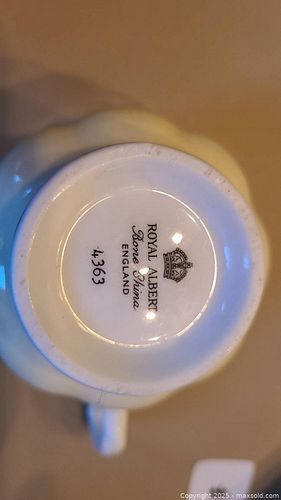 ROYAL ALBERT
Bone China
ENGLAND
4363
Copyright © 2025 - maxsold.com